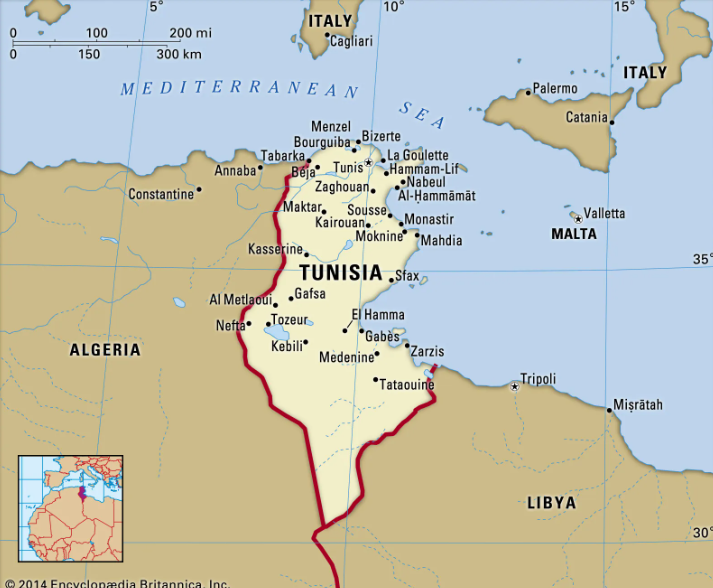 5°
10°
15°
0 100 200 mi
0 150 300 km
ITALY
Cagliari
ITALY
MEDITERRANEAN
SEA
Palermo
Catania
Menzel
Bourguiba
Bizerte
Tabarka
La Goulette
Annaba
Béja
Tunis
Hammam-Lif
Nabeul
Constantine
Zaghouan
Al-Ḥammāmāt
Maktar
Sousse
Monastir
Valletta
Kairouan
Moknine
Mahdia
MALTA
Kasserine
35°
TUNISIA
Sfax
Al Metlaoui
Gafsa
El Hamma
Nefta
Tozeur
Gabès
ALGERIA
Kebili
Medenine
Zarzis
Tataouine
Tripoli
Miṣrātah
LIBYA
30°
© 2014 Encyclopædia Britannica, Inc.